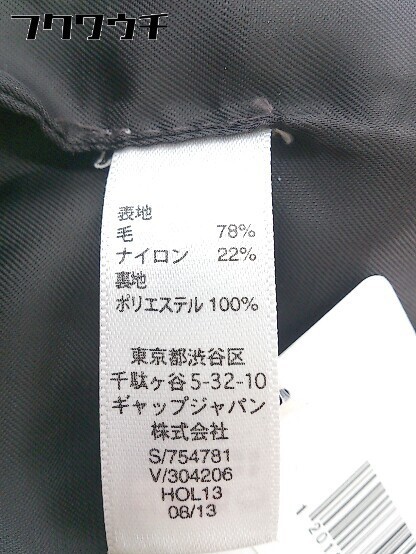 フクワウチ
表地
毛 78%
ナイロン 22%
裏地
ポリエステル 100%
東京都渋谷区
千駄ヶ谷5-32-10
ギャップジャパン
株式会社
S/754781
V/304206
HOL13
08/13
1 201